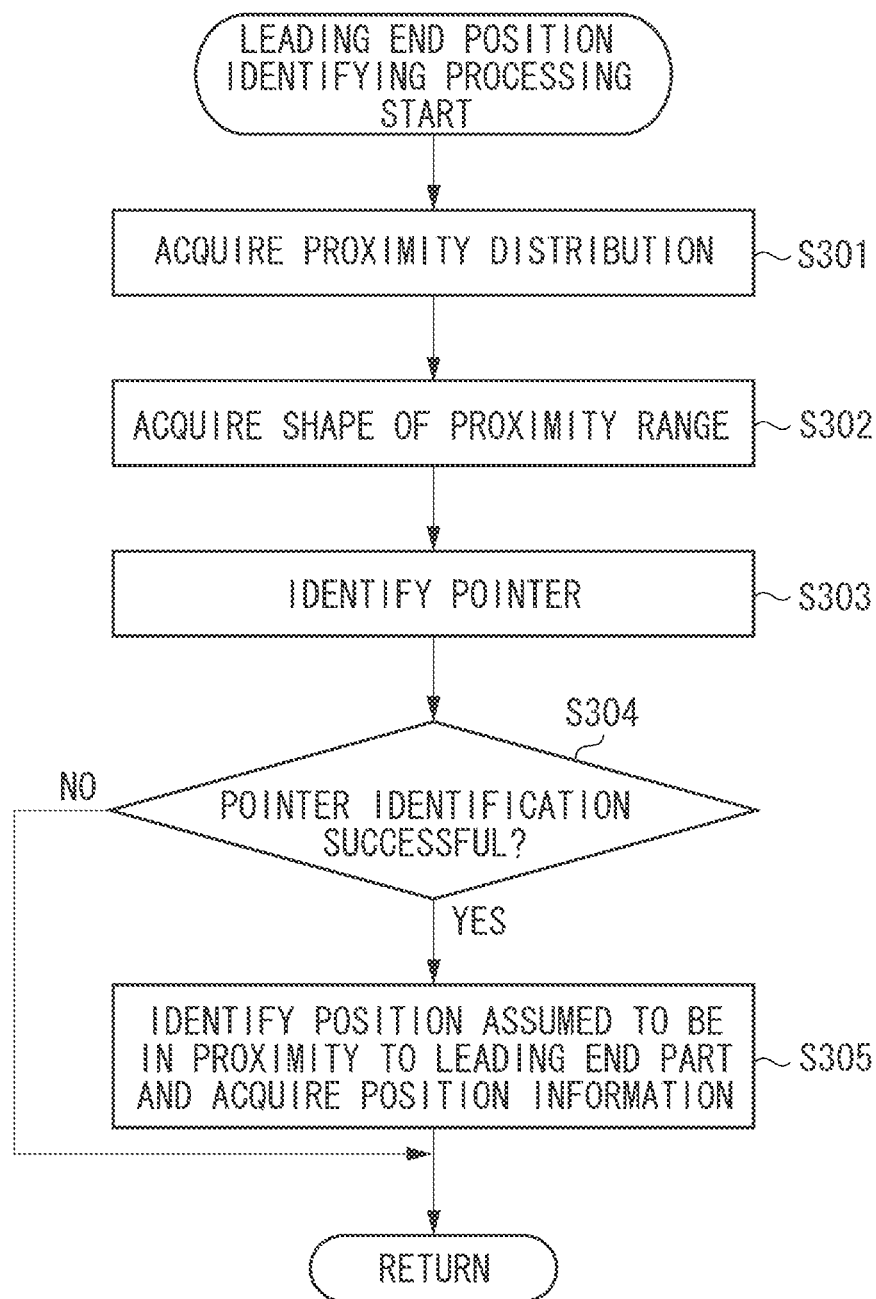 LEADING END POSITION
IDENTIFYING PROCESSING
START
ACQUIRE PROXIMITY DISTRIBUTION
S301
ACQUIRE SHAPE OF PROXIMITY RANGE
S302
IDENTIFY POINTER
S303
S304
NO
POINTER IDENTIFICATION
SUCCESSFUL?
YES
IDENTIFY POSITION ASSUMED TO BE
IN PROXIMITY TO LEADING END PART
AND ACQUIRE POSITION INFORMATION
S305
RETURN